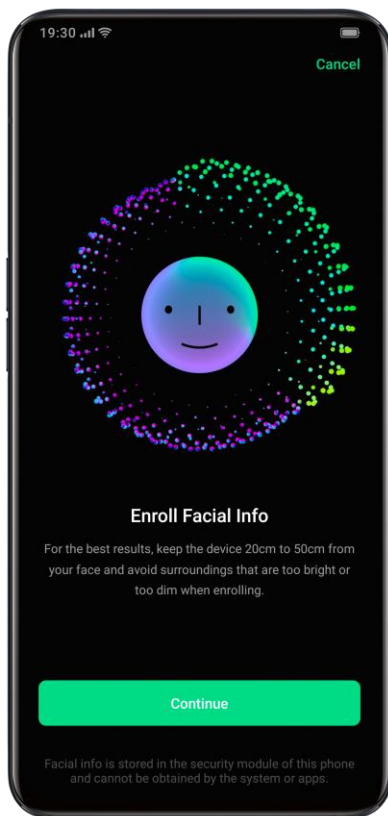 19:30
Cancel
Enroll Facial Info
For the best results, keep the device 20cm to 50cm from
your face and avoid surroundings that are too bright or
too dim when enrolling.
Continue
Facial info is stored in the security module of this phone
and cannot be obtained by the system or apps.